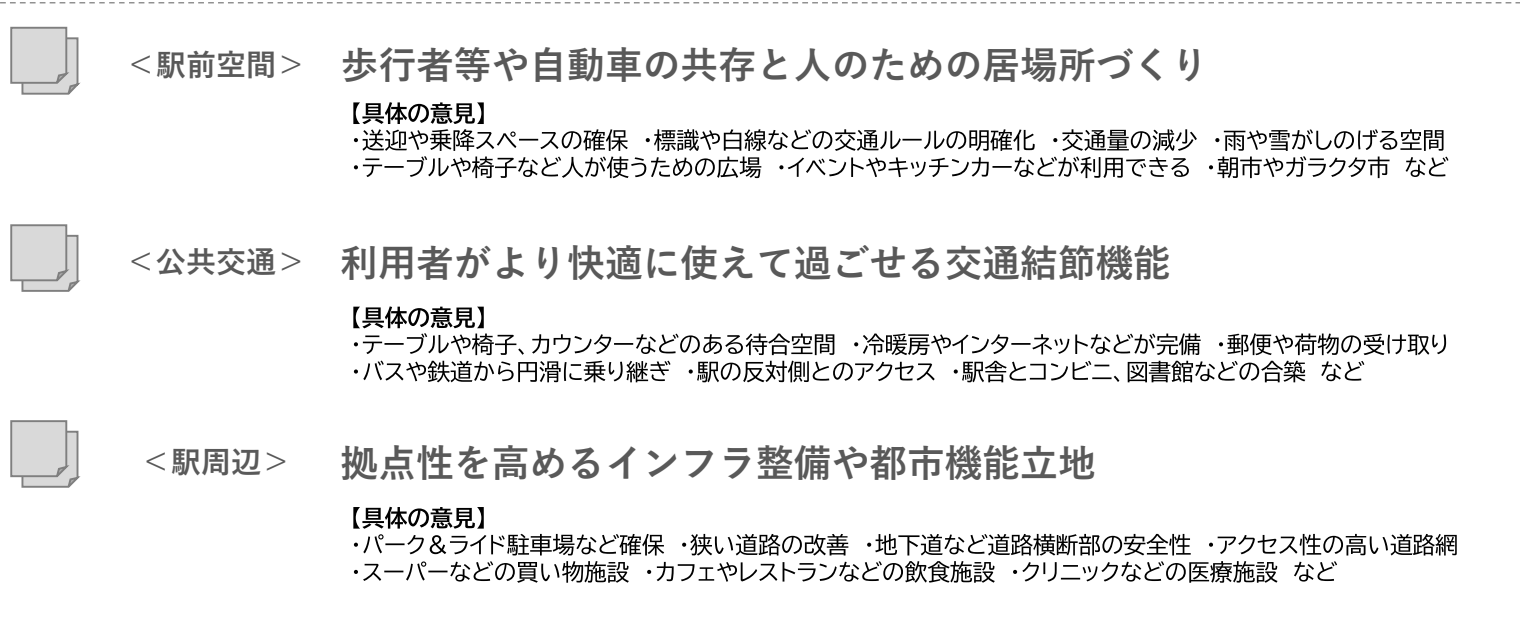 ＜駅前空間＞ 歩行者等や自動車の共存と人のための居場所づくり
【具体の意見】
・送迎や乗降スペースの確保 ・標識や白線などの交通ルールの明確化 ・交通量の減少 ・雨や雪がしのげる空間
・テーブルや椅子など人が使うための広場 ・イベントやキッチンカーなどが利用できる ・朝市やガラクタ市 など
＜公共交通＞ 利用者がより快適に使えて過ごせる交通結節機能
【具体の意見】
・テーブルや椅子、カウンターなどのある待合空間 ・冷暖房やインターネットなどが完備 ・郵便や荷物の受け取り
・バスや鉄道から円滑に乗り継ぎ ・駅の反対側とのアクセス ・駅舎とコンビニ、図書館などの合築 など
＜駅周辺＞ 拠点性を高めるインフラ整備や都市機能立地
【具体の意見】
・パーク＆ライド駐車場など確保 ・狭い道路の改善 ・地下道など道路横断部の安全性 ・アクセス性の高い道路網
・スーパーなどの買い物施設 ・カフェやレストランなどの飲食施設 ・クリニックなどの医療施設 など